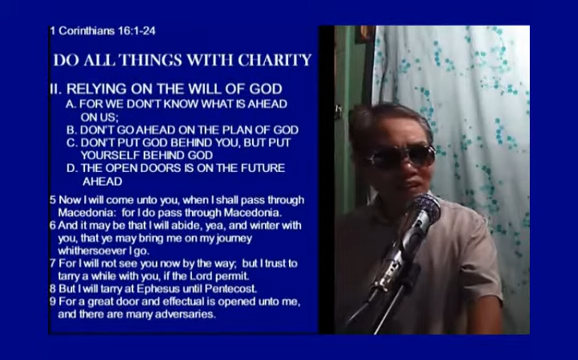 1 Corinthians 16:1-24
DO ALL THINGS WITH CHARITY
II. RELYING ON THE WILL OF GOD
A. FOR WE DON'T KNOW WHAT IS AHEAD
ON US;
B. DON'T GO AHEAD ON THE PLAN OF GOD
C. DON'T PUT GOD BEHIND YOU, BUT PUT
YOURSELF BEHIND GOD
D. THE OPEN DOORS IS ON THE FUTURE
AHEAD
5 Now I will come unto you, when I shall pass through
Macedonia: for I do pass through Macedonia.
6 And it may be that I will abide, yea, and winter with
you, that ye may bring me on my journey
whithersoever I go.
7 For I will not see you now by the way; but I trust to
tarry a while with you, if the Lord permit.
8 But I will tarry at Ephesus until Pentecost.
9 For a great door and effectual is opened unto me,
and there are many adversaries.